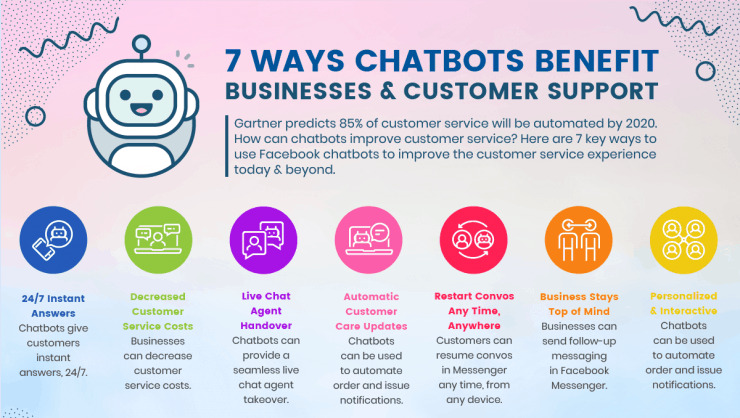 7 WAYS CHATBOTS BENEFIT
BUSINESSES & CUSTOMER SUPPORT
Gartner predicts 85% of customer service will be automated by 2020.
How can chatbots improve customer service? Here are 7 key ways to
use Facebook chatbots to improve the customer service experience
today & beyond.
24/7 Instant
Answers
Chatbots give
customers
instant
answers, 24/7.
Decreased
Customer
Service Costs
Businesses
can decrease
customer
service costs.
Live Chat
Agent
Handover
Chatbots can
provide a
seamless live
chat agent
takeover.
Automatic
Customer
Care Updates
Chatbots
can be used
to automate
order and issue
notifications.
Restart Convos
Any Time,
Anywhere
Customers can
resume convos
in Messenger
any time, from
any device.
Business Stays
Top of Mind
Businesses can
send follow-up
messaging
in Facebook
Messenger.
Personalized
& Interactive
Chatbots
can be used
to automate
order and issue
notifications.